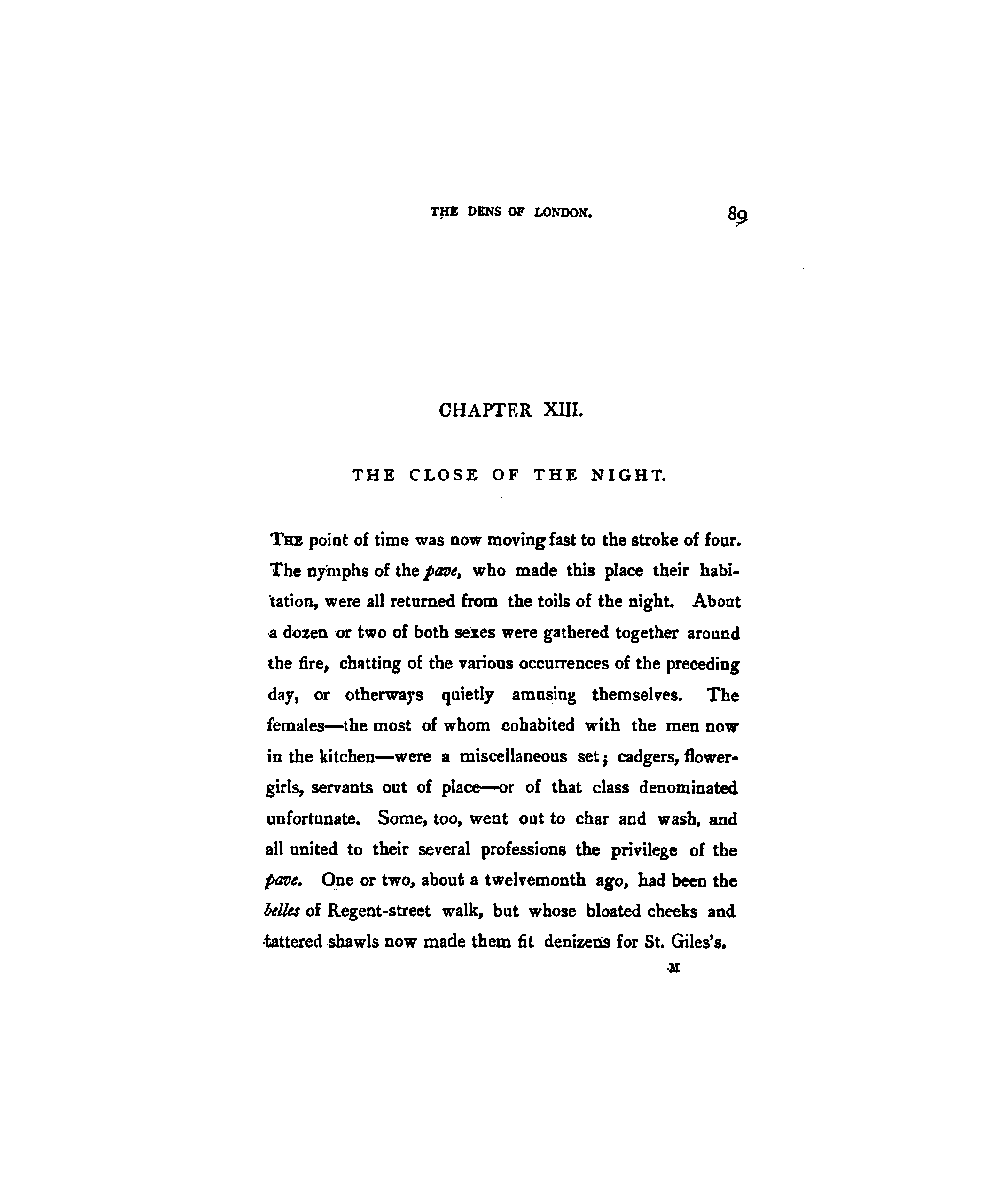 THE DENS OF LONDON. 89
CHAPTER XIII.
THE CLOSE OF THE NIGHT.
THE point of time was now moving fast to the stroke of four.
The nymphs of the pave, who made this place their habi-
tation, were all returned from the toils of the night. About
a dozen or two of both sexes were gathered together around
the fire, chatting of the various occurrences of the preceding
day, or otherways quietly amusing themselves. The
females—the most of whom cohabited with the men now
in the kitchen—were a miscellaneous set; cadgers, flower-
girls, servants out of place—or of that class denominated
unfortunate. Some, too, went out to char and wash, and
all united to their several professions the privilege of the
pave. One or two, about a twelvemonth ago, had been the
belles of Regent-street walk, but whose bloated cheeks and
tattered shawls now made them fit denizens for St. Giles's.
M